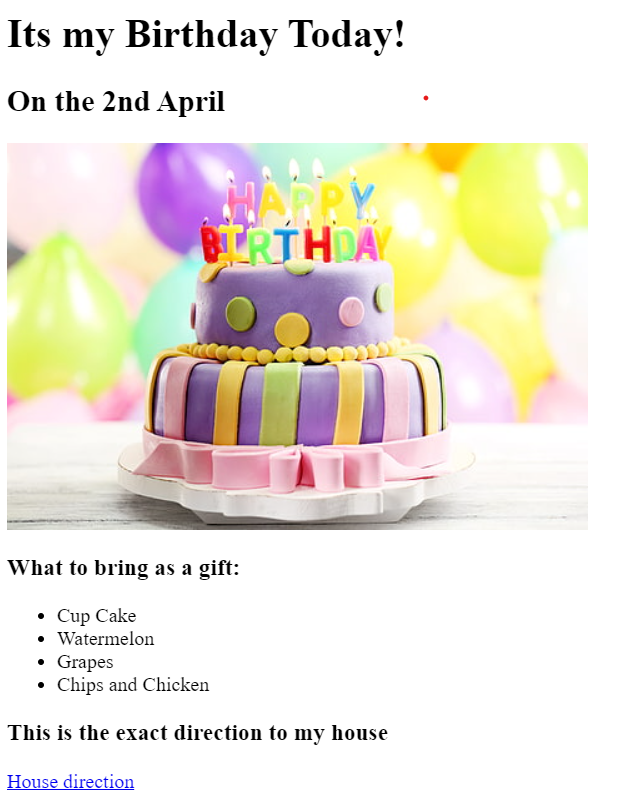 Its my Birthday Today!
On the 2nd April
HAPPY
BIRTHDAY
What to bring as a gift:
Cup Cake
Watermelon
Grapes
Chips and Chicken
This is the exact direction to my house
House direction